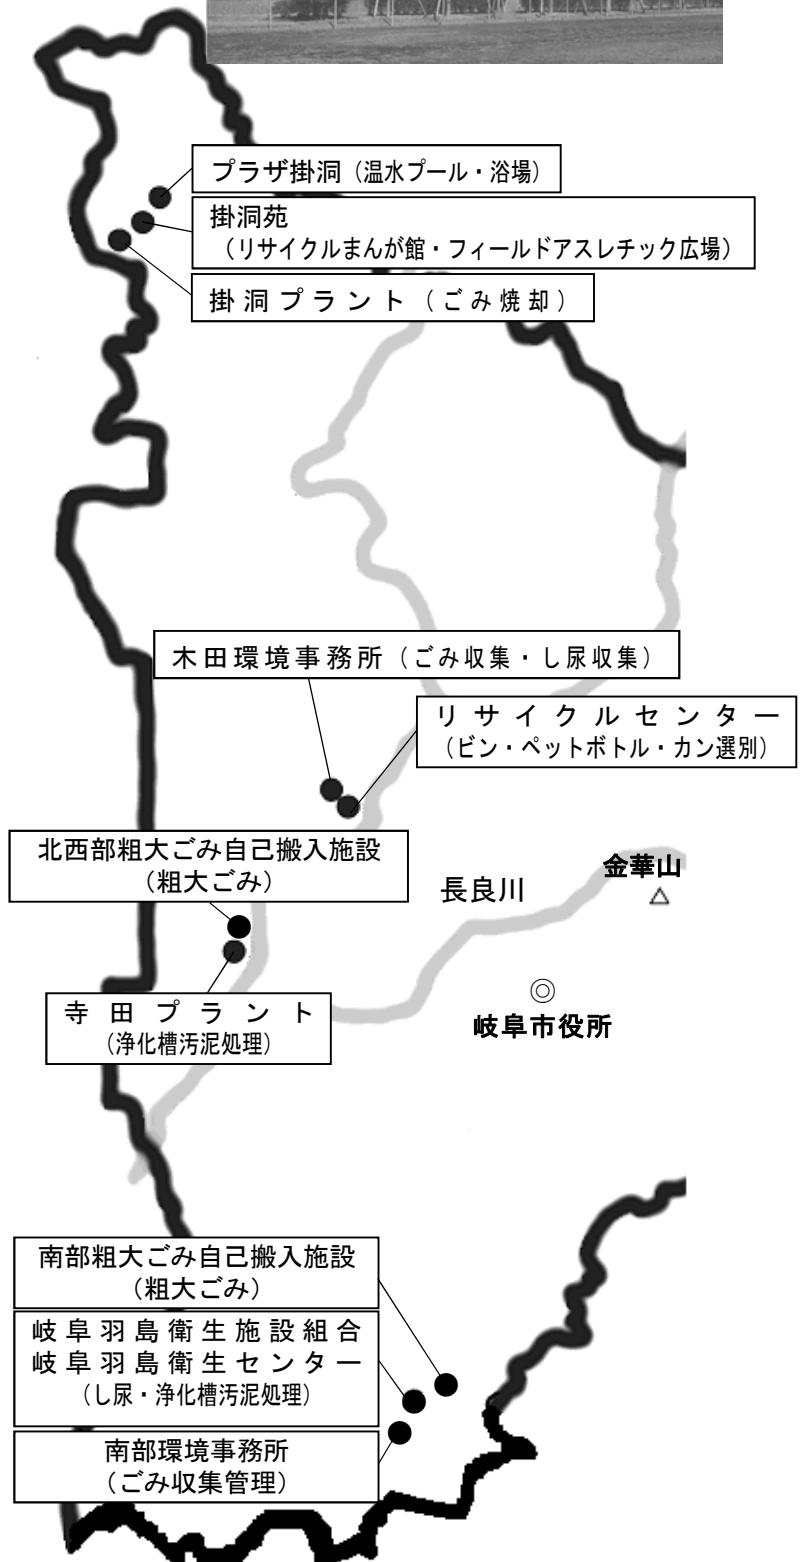 プラザ掛洞（温水プール・浴場）
掛洞苑
（リサイクルまんが館・フィールドアスレチック広場）
掛洞プラント（ごみ焼却）
木田環境事務所（ごみ収集・し尿収集）
リサイクルセンター
（ビン・ペットボトル・カン選別）
北西部粗大ごみ自己搬入施設
（粗大ごみ）
長良川
金華山
寺田プラント
（浄化槽汚泥処理）
岐阜市役所
南部粗大ごみ自己搬入施設
（粗大ごみ）
岐阜羽島衛生施設組合
岐阜羽島衛生センター
（し尿・浄化槽汚泥処理）
南部環境事務所
（ごみ収集管理）